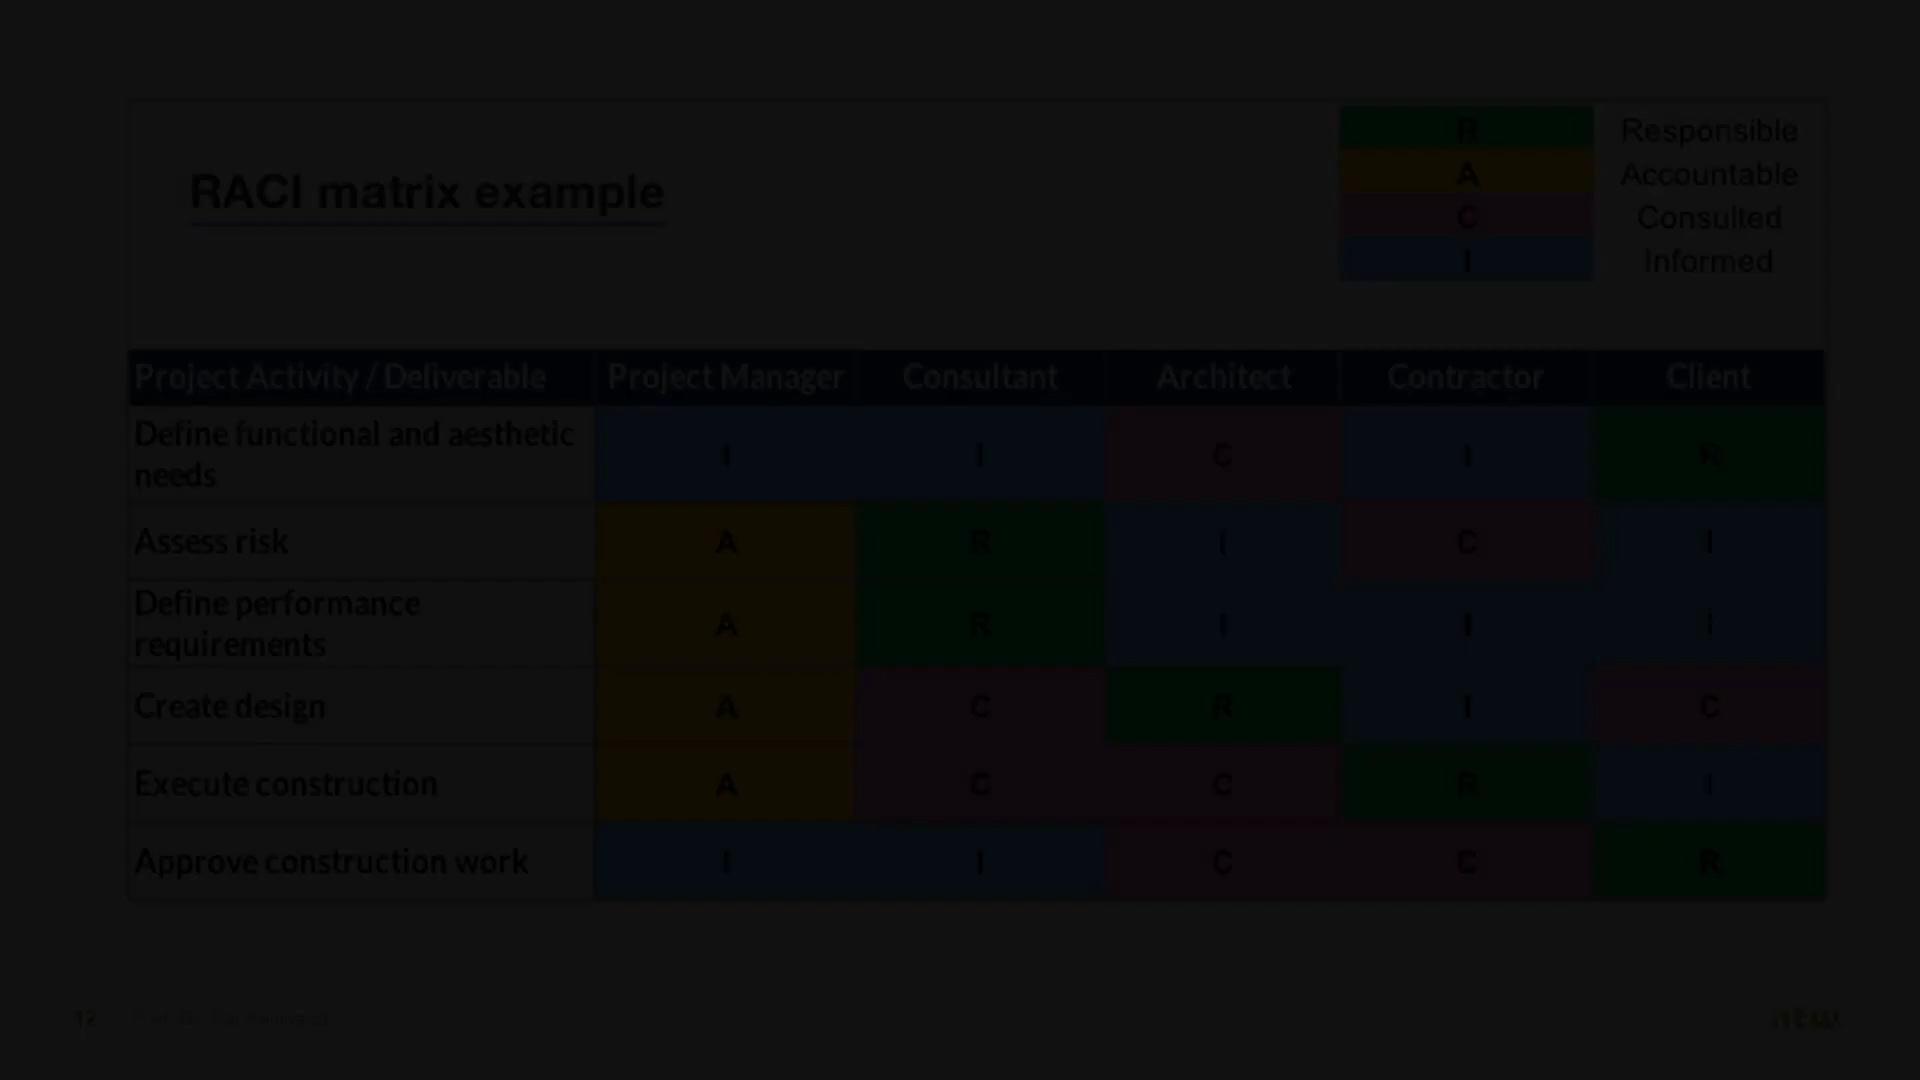 RACI matrix example
R Responsible
A Accountable
C Consulted
I Informed
Project Activity / Deliverable Project Manager Consultant Architect Contractor Client
Define functional and aesthetic
needs
I I C I R
Assess risk A R I C I
Define performance
requirements
A R I I I
Create design A C R I C
Execute construction A C C R I
Approve construction work I I C C R
12